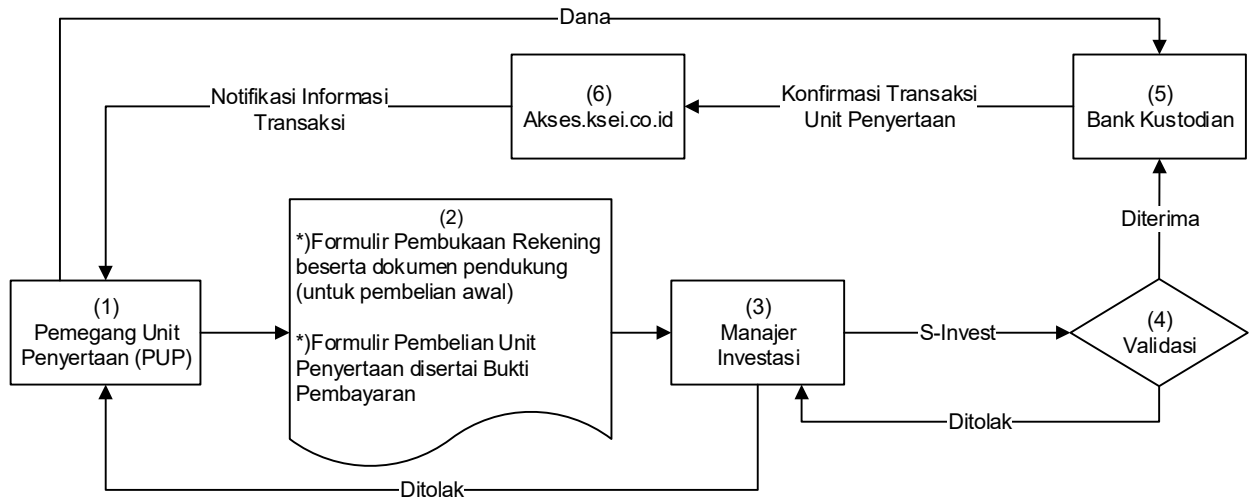 Dana
Notifikasi Informasi
Transaksi
(6)
Akses.ksei.co.id
Konfirmasi Transaksi
Unit Penyertaan
(5)
Bank Kustodian
Diterima
(1)
Pemegang Unit
Penyertaan (PUP)
(2)
*)Formulir Pembukaan Rekening
beserta dokumen pendukung
(untuk pembelian awal)
*)Formulir Pembelian Unit
Penyertaan disertai Bukti
Pembayaran
(3)
Manajer
Investasi
S-Invest
(4)
Validasi
Ditolak
Ditolak